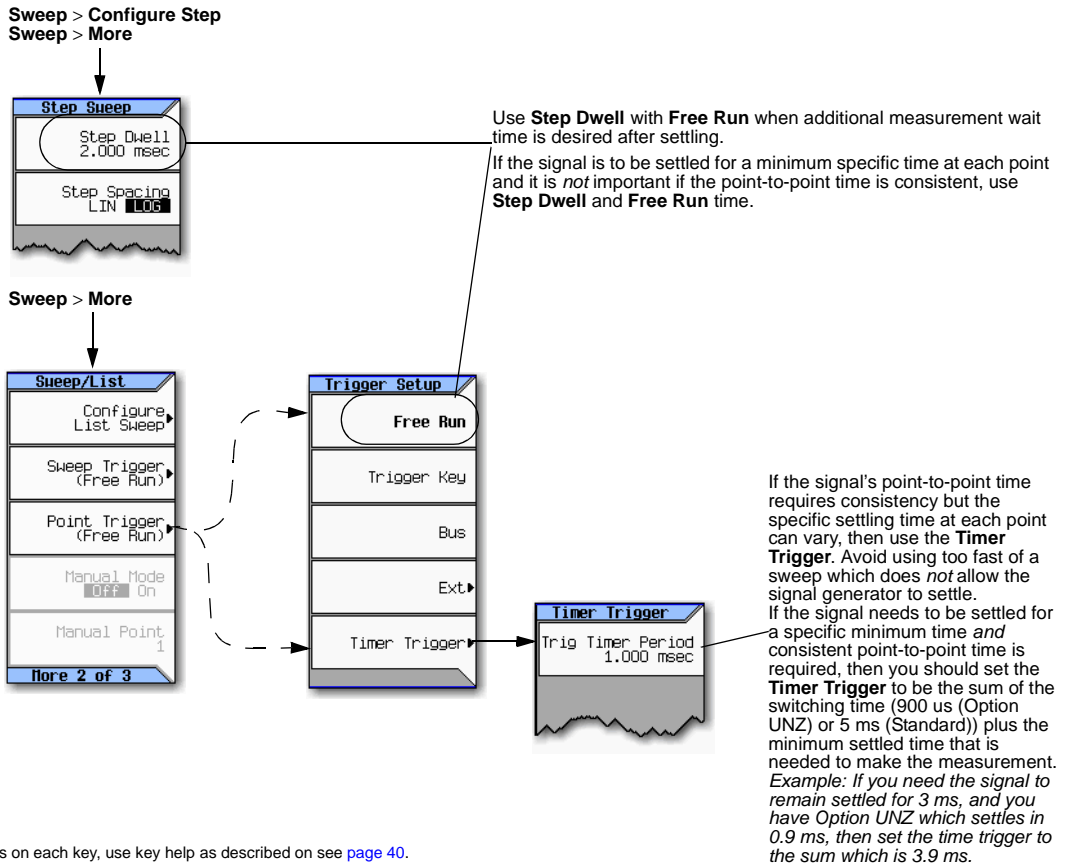 Sweep > Configure Step
Sweep > More
Step Sweep
Step Dwell
2.000 msec
Step Spacing
LIN LOG
Use Step Dwell with Free Run when additional measurement wait
time is desired after settling.
If the signal is to be settled for a minimum specific time at each point
and it is not important if the point-to-point time is consistent, use
Step Dwell and Free Run time.
Sweep > More
Sweep/List
Configure
List Sweep
Sweep Trigger
(Free Run)
Point Trigger
(Free Run)
Manual Mode
Off On
Manual Point
1
More 2 of 3
Trigger Setup
Free Run
Trigger Key
Bus
Ext
Timer Trigger
Timer Trigger
Trig Timer Period
1.000 msec
If the signal's point-to-point time
requires consistency but the
specific settling time at each point
can vary, then use the Timer
Trigger. Avoid using too fast of a
sweep which does not allow the
signal generator to settle.
If the signal needs to be settled for
a specific minimum time and
consistent point-to-point time is
required, then you should set the
Timer Trigger to be the sum of the
switching time (900 us (Option
UNZ) or 5 ms (Standard)) plus the
minimum settled time that is
needed to make the measurement.
Example: If you need the signal to
remain settled for 3 ms, and you
have Option UNZ which settles in
0.9 ms, then set the time trigger to
the sum which is 3.9 ms.
s on each key, use key help as described on see page 40.